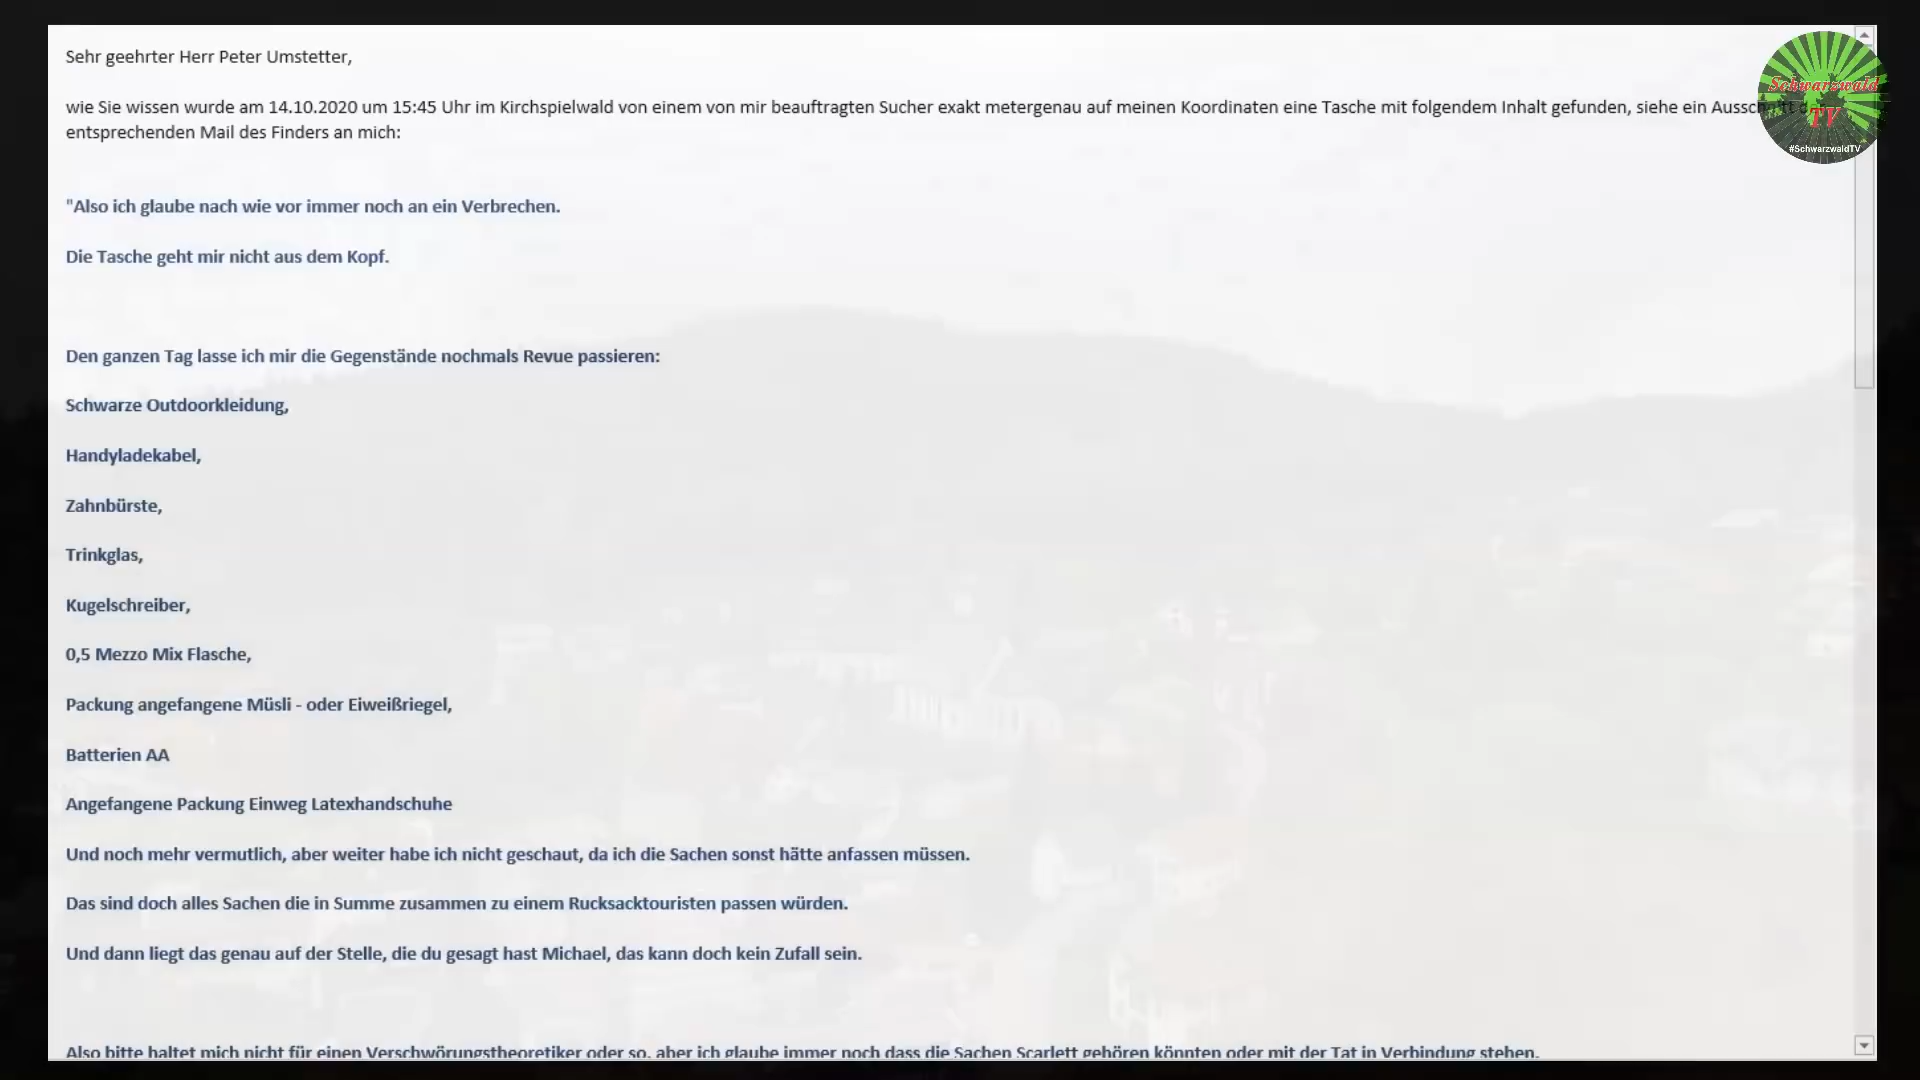 Sehr geehrter Herr Peter Umstetter,
wie Sie wissen wurde am 14.10.2020 um 15:45 Uhr im Kirchspielwald von einem von mir beauftragten Sucher exakt metergenau auf meinen Koordinaten eine Tasche mit folgendem Inhalt gefunden, siehe ein
entsprechenden Mail des Finders an mich:
"Also ich glaube nach wie vor immer noch an ein Verbrechen.
Die Tasche geht mir nicht aus dem Kopf.
Den ganzen Tag lasse ich mir die Gegenstände nochmals Revue passieren:
Schwarze Outdoorkleidung,
Handyladekabel,
Zahnbürste,
Trinkglas,
Kugelschreiber,
0,5 Mezzo Mix Flasche,
Packung angefangene Müsli - oder Eiweißriegel,
Batterien AA
Angefangene Packung Einweg Latexhandschuhe
Und noch mehr vermutlich, aber weiter habe ich nicht geschaut, da ich die Sachen sonst hätte anfassen müssen.
Das sind doch alles Sachen die in Summe zusammen zu einem Rucksacktouristen passen würden.
Und dann liegt das genau auf der Stelle, die du gesagt hast Michael, das kann doch kein Zufall sein.
Also bitte haltet mich nicht für einen Verschwörungstheoretiker oder so, aber ich glaube immer noch dass die Sachen Scarlett gehören könnten oder mit der Tat in Verbindung stehen.
Schwarzwald
TV
#SchwarzwaldTV